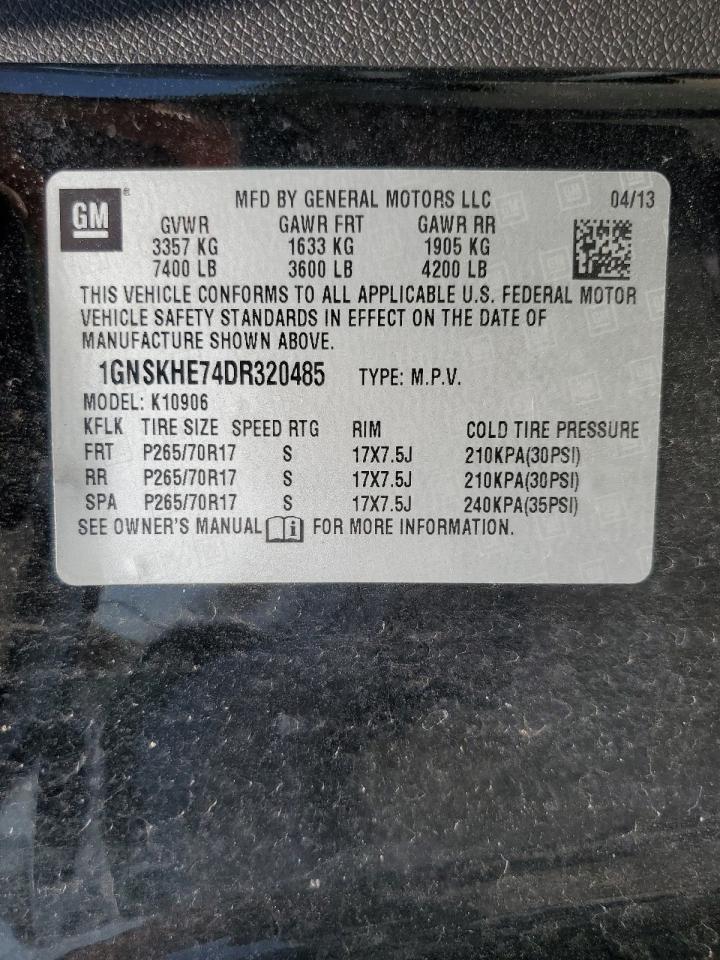 GM ® MFD BY GENERAL MOTORS LLC 04/13
GVWR GAWR FRT GAWR RR
3357 KG 1633 KG 1905 KG
7400 LB 3600 LB 4200 LB
THIS VEHICLE CONFORMS TO ALL APPLICABLE U.S. FEDERAL MOTOR
VEHICLE SAFETY STANDARDS IN EFFECT ON THE DATE OF
MANUFACTURE SHOWN ABOVE.
1GNSKHE74DR320485 TYPE: M.P.V.
MODEL: K10906
KFLK TIRE SIZE SPEED RTG RIM COLD TIRE PRESSURE
FRT P265/70R17 S 17X7.5J 210KPA(30PSI)
RR P265/70R17 S 17X7.5J 210KPA(30PSI)
SPA P265/70R17 S 17X7.5J 240KPA(35PSI)
SEE OWNER'S MANUAL i FOR MORE INFORMATION.